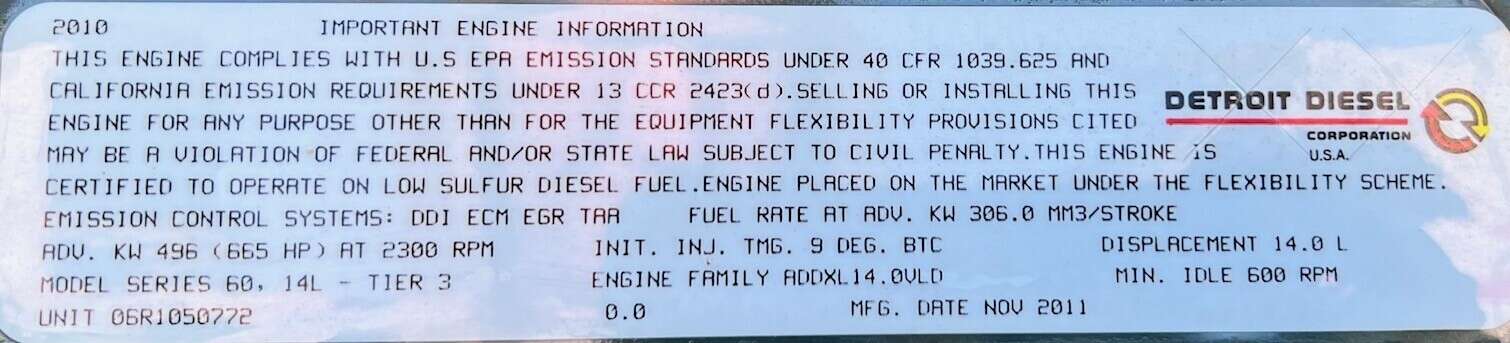 2010 IMPORTANT ENGINE INFORMATION
THIS ENGINE COMPLIES WITH U.S EPA EMISSION STANDARDS UNDER 40 CFR 1039.625 AND
CALIFORNIA EMISSION REQUIREMENTS UNDER 13 CCR 2423(d).SELLING OR INSTALLING THIS
ENGINE FOR ANY PURPOSE OTHER THAN FOR THE EQUIPMENT FLEXIBILITY PROVISIONS CITED
MAY BE A VIOLATION OF FEDERAL AND/OR STATE LAW SUBJECT TO CIVIL PENALTY.THIS ENGINE IS
CERTIFIED TO OPERATE ON LOW SULFUR DIESEL FUEL.ENGINE PLACED ON THE MARKET UNDER THE FLEXIBILITY SCHEME.
EMISSION CONTROL SYSTEMS: DDI ECM EGR TAA FUEL RATE AT ADV. KW 306.0 MM3/STROKE
ADV. KW 496 (665 HP) AT 2300 RPM INIT. INJ. TMG. 9 DEG. BTC DISPLACEMENT 14.0 L
MODEL SERIES 60, 14L - TIER 3 ENGINE FAMILY ADDXL14.0VLD MIN. IDLE 600 RPM
UNIT 06R1050772 0.0 MFG. DATE NOV 2011
DETROIT DIESEL
CORPORATION
U.S.A.